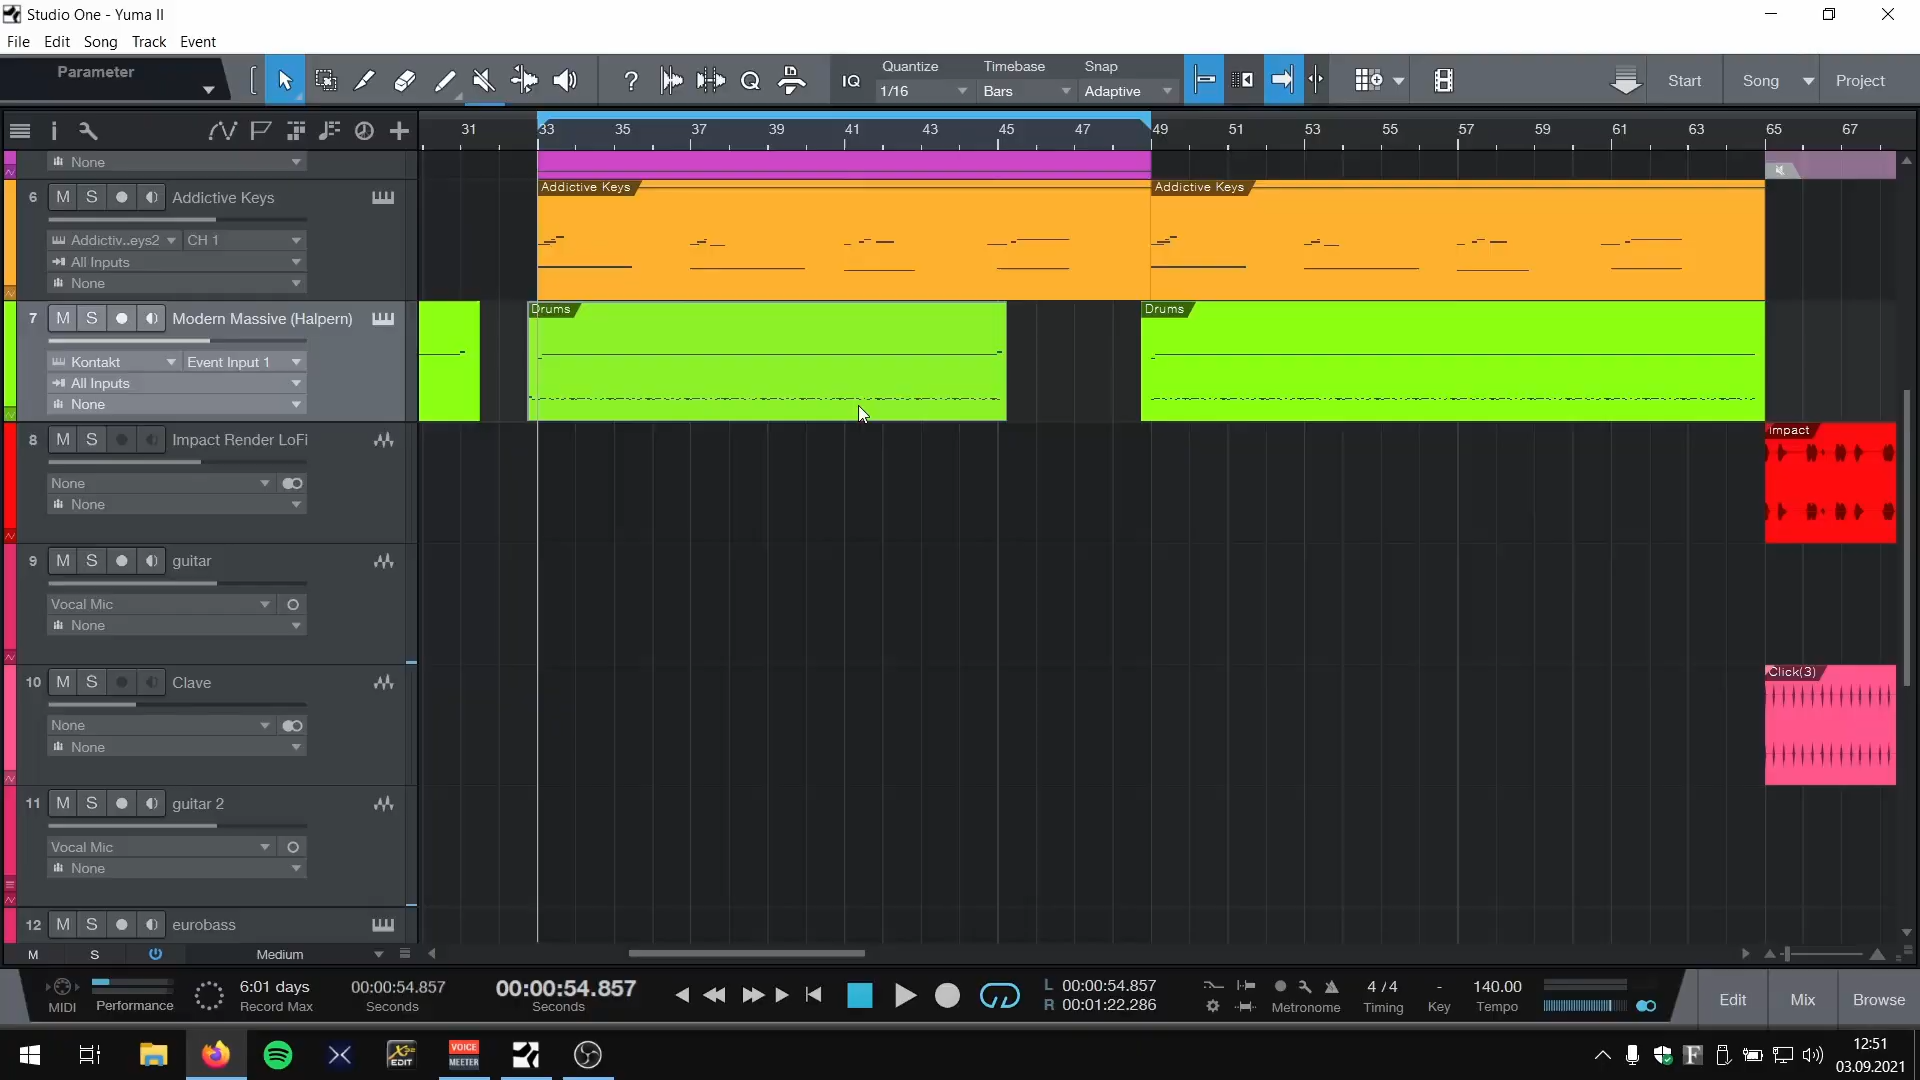 Studio One - Yuma II
File Edit Song Track Event
Parameter
IQ
Quantize Timebase Snap
1/16 Bars Adaptive
Start Song Project
31 33 35 37 39 41 43 45 47 49 51 53 55 57 59 61 63 65 67
None
6 M S Addictive Keys
Addictive Keys Addictive Keys
Addictiv..eys2 CH 1
All Inputs
None
7 M S Modern Massive (Halpern)
Drums Drums
Kontakt Event Input 1
All Inputs
None
8 M S Impact Render LoFi
Impact
None
None
9 M S guitar
Vocal Mic
None
10 M S Clave
Click(3)
None
None
11 M S guitar 2
Vocal Mic
None
12 M S eurobass
M S Medium
MIDI Performance
6:01 days
Record Max
00:00:54.857
Seconds
00:00:54.857
Seconds
L 00:00:54.857
R 00:01:22.286
Metronome
4 / 4
Timing
-
Key
140.00
Tempo
Edit Mix Browse
EDIT
VOICE
MEETER
F
12:51
03.09.2021